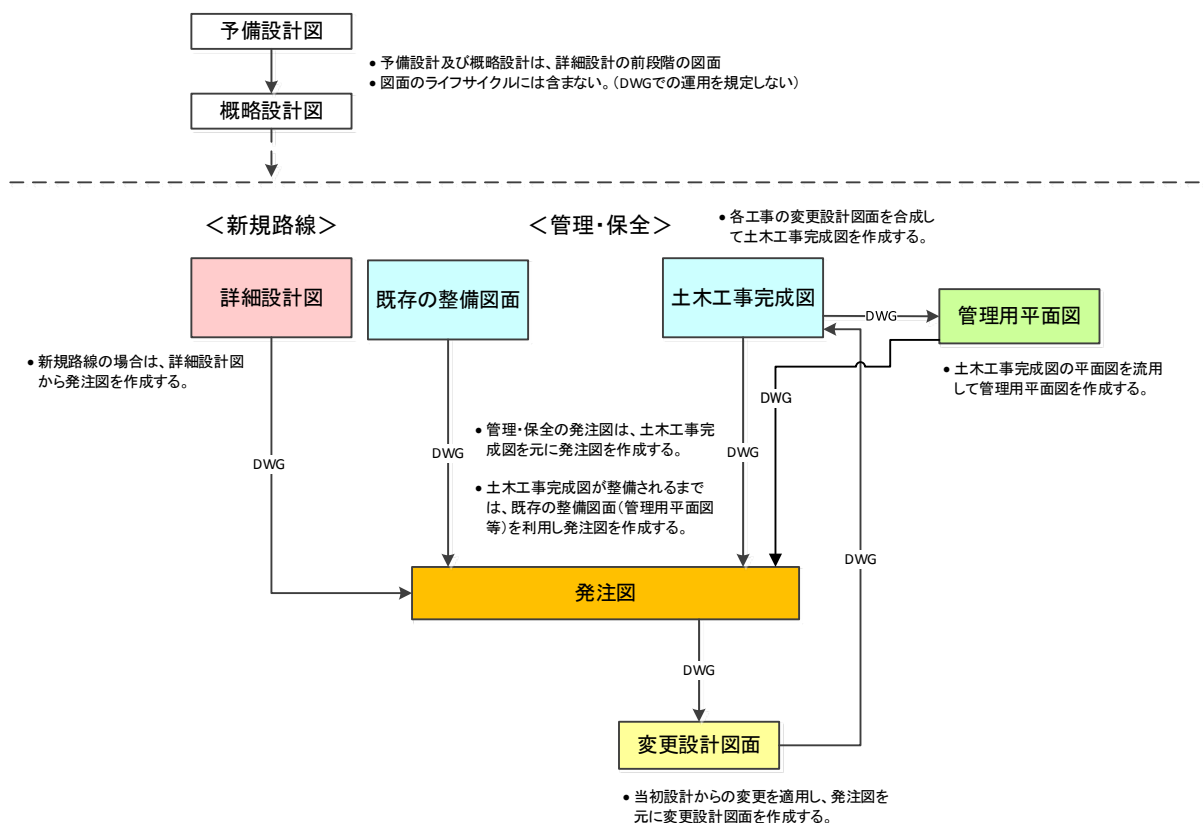 予備設計図
• 予備設計及び概略設計は、詳細設計の前段階の図面
• 図面のライフサイクルには含まない。（DWGでの運用を規定しない）
概略設計図
＜新規路線＞
＜管理・保全＞
• 各工事の変更設計図面を合成し
て土木工事完成図を作成する。
詳細設計図
既存の整備図面
土木工事完成図
DWG
管理用平面図
• 新規路線の場合は、詳細設計図
から発注図を作成する。
• 土木工事完成図の平面図を流用
して管理用平面図を作成する。
DWG
• 管理・保全の発注図は、土木工事完
成図を元に発注図を作成する。
DWG
DWG
DWG
• 土木工事完成図が整備されるまで
は、既存の整備図面（管理用平面図
等）を利用し発注図を作成する。
DWG
発注図
DWG
変更設計図面
• 当初設計からの変更を適用し、発注図を
元に変更設計図面を作成する。